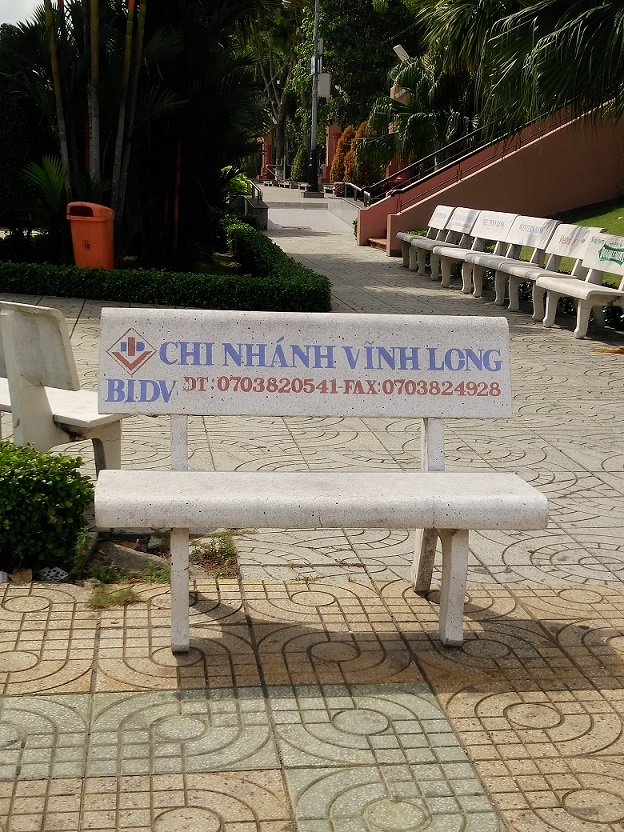 CHI NHÁNH VĨNH LONG
BIDV ĐT: 0703820541-FAX:0703824928